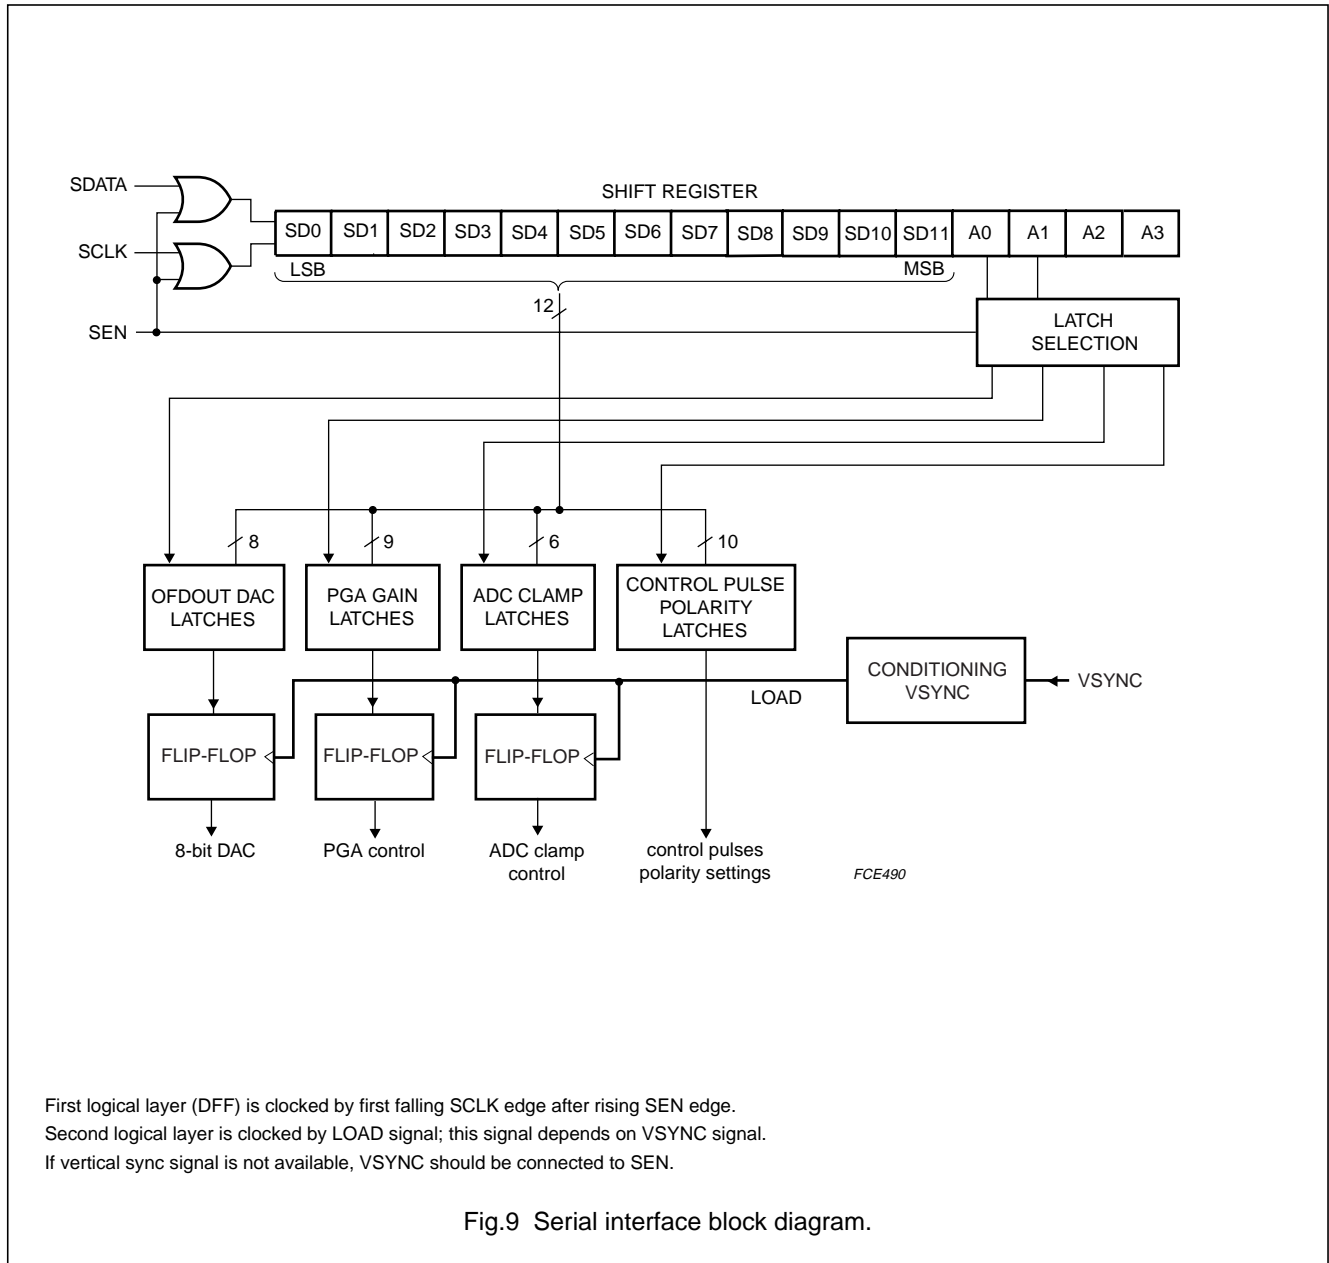 SDATA
SHIFT REGISTER
SD0 SD1 SD2 SD3 SD4 SD5 SD6 SD7 SD8 SD9 SD10 SD11 A0 A1 A2 A3
SCLK
LSB
MSB
12
SEN
LATCH
SELECTION
8
9
6
10
OFDOUT DAC
LATCHES
PGA GAIN
LATCHES
ADC CLAMP
LATCHES
CONTROL PULSE
POLARITY
LATCHES
CONDITIONING
VSYNC
VSYNC
LOAD
FLIP-FLOP
FLIP-FLOP
FLIP-FLOP
8-bit DAC
PGA control
ADC clamp
control
control pulses
polarity settings
FCE490
First logical layer (DFF) is clocked by first falling SCLK edge after rising SEN edge.
Second logical layer is clocked by LOAD signal; this signal depends on VSYNC signal.
If vertical sync signal is not available, VSYNC should be connected to SEN.
Fig.9 Serial interface block diagram.